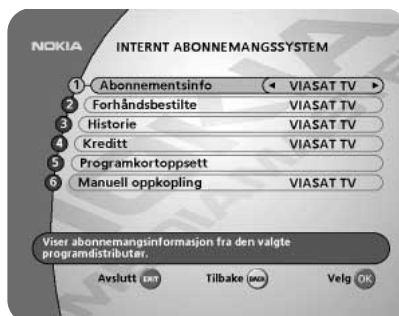 NOKIA INTERNT ABONNEMANGSSYSTEM
1 Abonnementsinfo VIASAT TV
2 Forhåndsbestilte VIASAT TV
3 Historie VIASAT TV
4 Kreditt VIASAT TV
5 Programkortoppsett
6 Manuell oppkopling VIASAT TV
Viser abonnemangsinformasjon fra den valgte
programdistributør.
Avslutt EXIT Tilbake BACK Velg OK